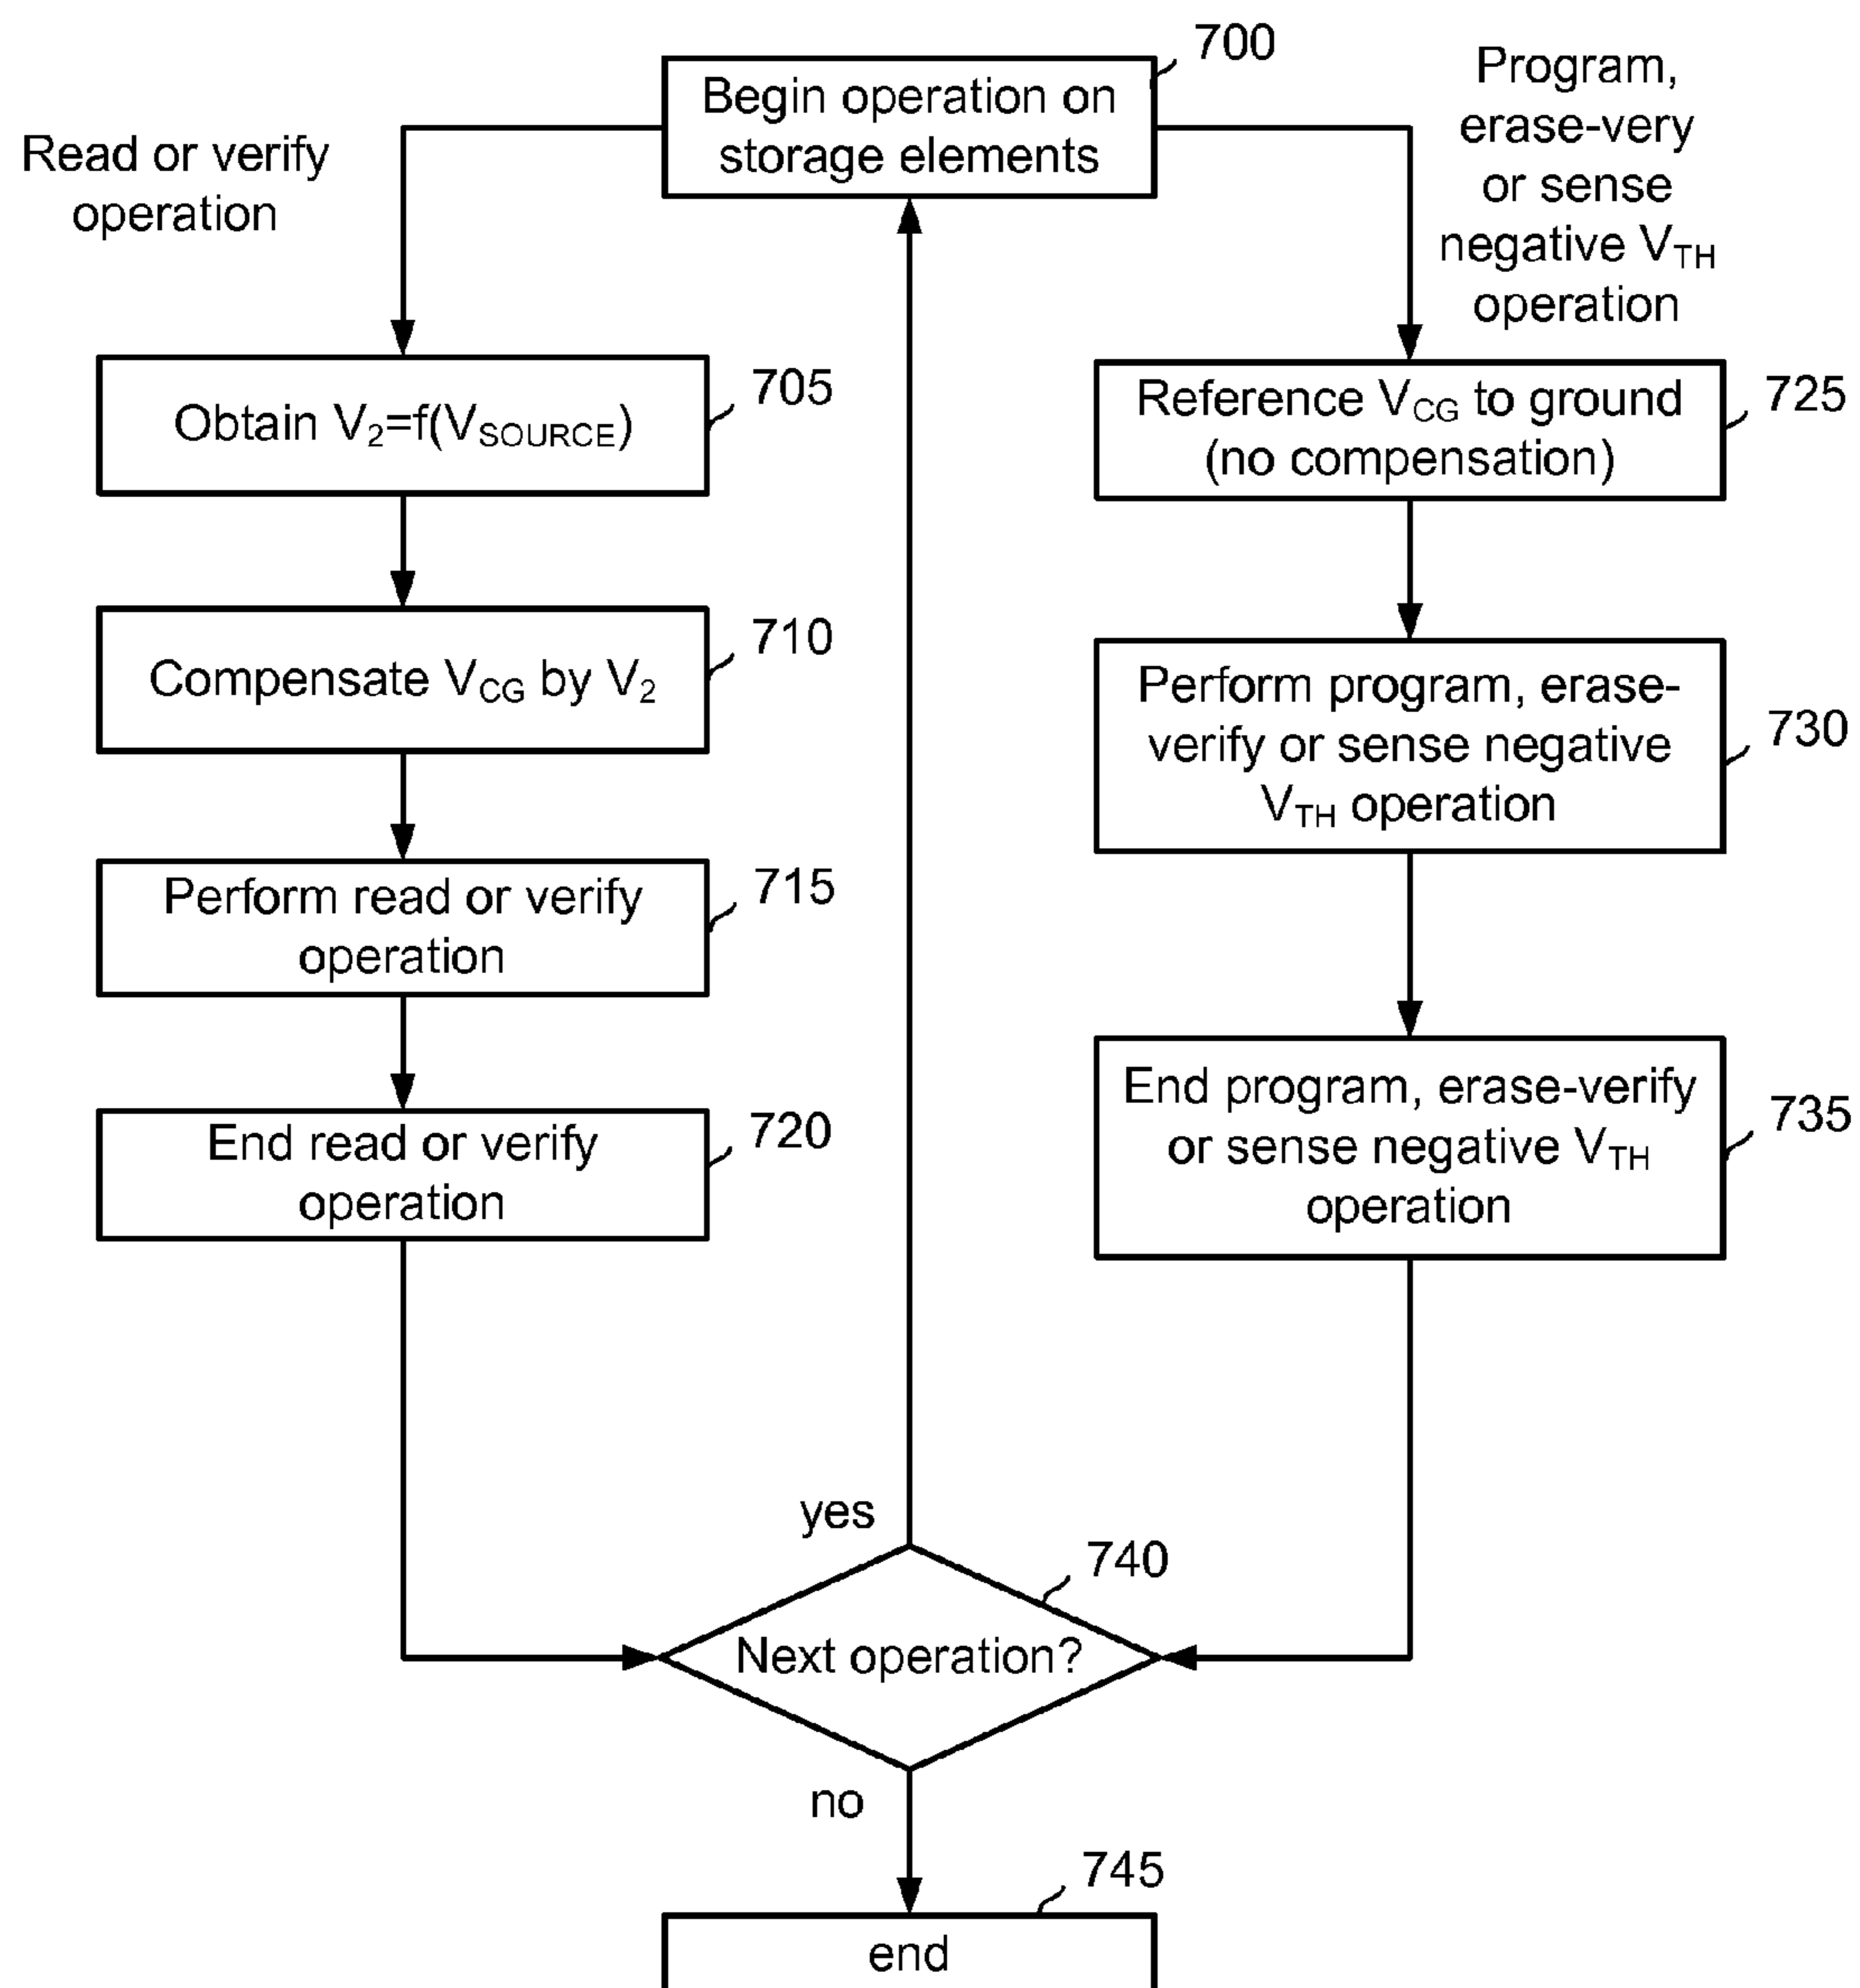 700
Begin operation on
storage elements
Read or verify
operation
Program,
erase-very
or sense
negative VTH
operation
Obtain V2=f(VSOURCE)
705
Compensate VCG by V2
710
Perform read or verify
operation
715
End read or verify
operation
720
Reference VCG to ground
(no compensation)
725
Perform program, erase-
verify or sense negative
VTH operation
730
End program, erase-verify
or sense negative VTH
operation
735
yes
740
Next operation?
no
745
end